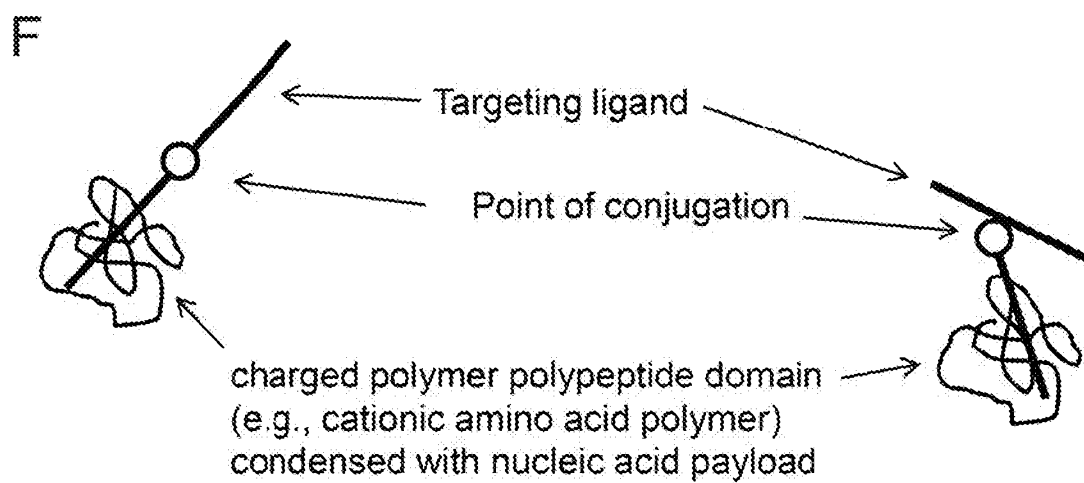 F
Targeting ligand
Point of conjugation
charged polymer polypeptide domain
(e.g., cationic amino acid polymer)
condensed with nucleic acid payload